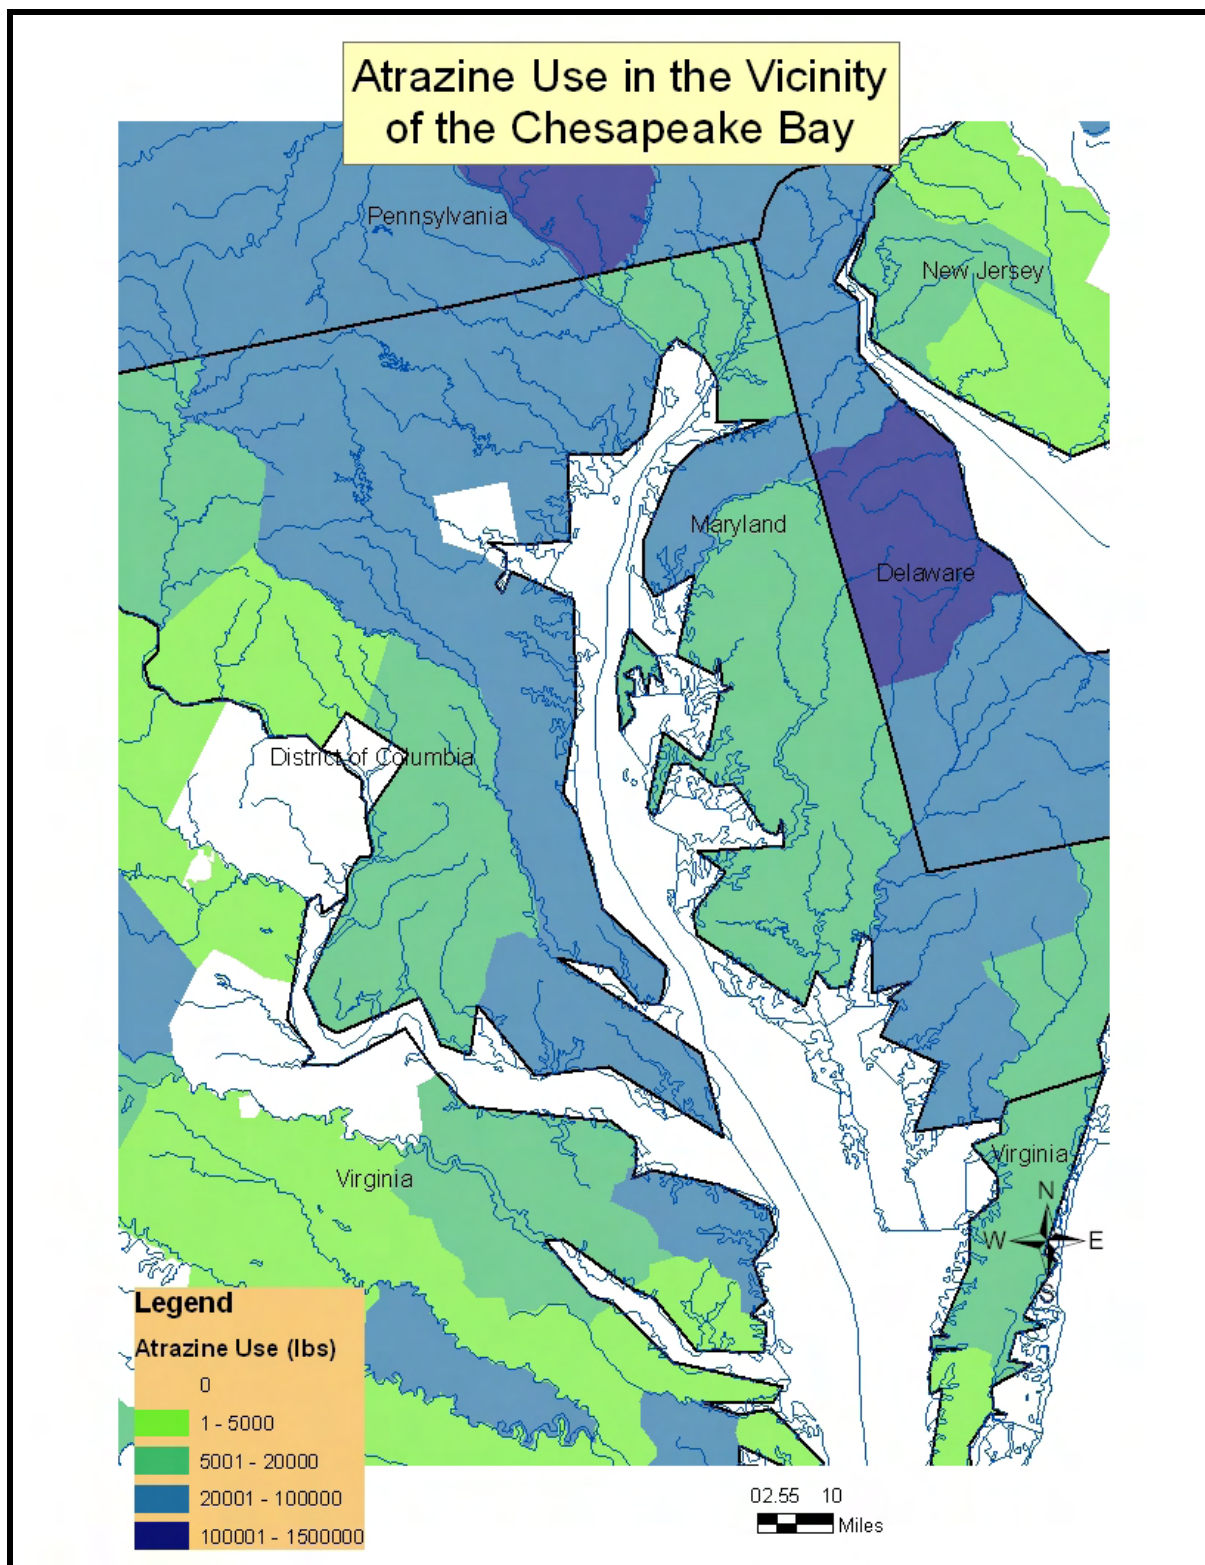 Atrazine Use in the Vicinity
of the Chesapeake Bay
Pennsylvania
New Jersey
Maryland
Delaware
District of Columbia
Virginia
Virginia
N
W
E
S
Legend
Atrazine Use (lbs)
0
1 - 5000
5001 - 20000
20001 - 100000
100001 - 1500000
02.55 10
Miles